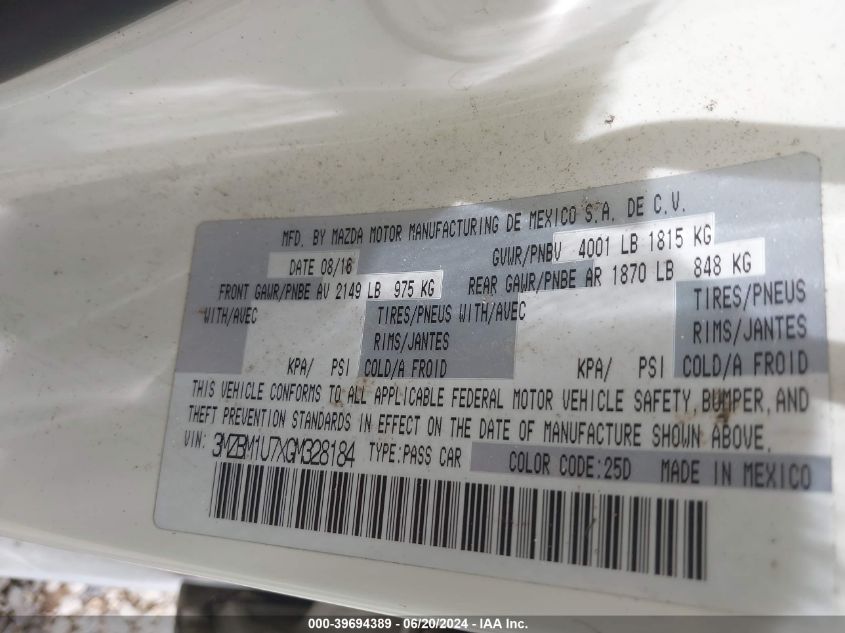 MFD. BY MAZDA MOTOR MANUFACTURING DE MEXICO S.A. DE C.V.
DATE 08/16 GVWR/PNBV 4001 LB 1815 KG
FRONT GAWR/PNBE AV 2149 LB 975 KG REAR GAWR/PNBE AR 1870 LB 848 KG
WITH/AVEC TIRES/PNEUS WITH/AVEC TIRES/PNEUS
RIMS/JANTES RIMS/JANTES
KPA/ PSI COLD/A FROID KPA/ PSI COLD/A FROID
THIS VEHICLE CONFORMS TO ALL APPLICABLE FEDERAL MOTOR VEHICLE SAFETY, BUMPER, AND
THEFT PREVENTION STANDARDS IN EFFECT ON THE DATE OF MANUFACTURE SHOWN ABOVE.
VIN: 3MZBM1U7XGM328184 TYPE:PASS CAR COLOR CODE:25D MADE IN MEXICO
000-39694389 - 06/20/2024 - IAA Inc.